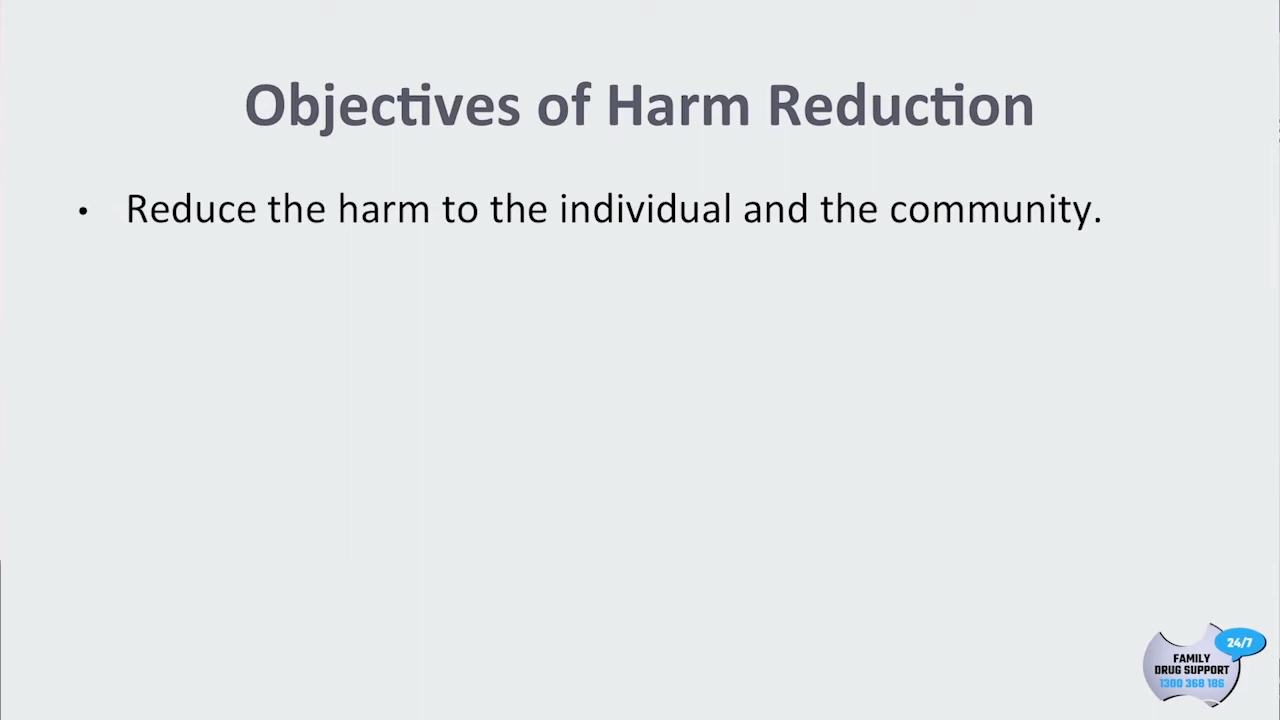 Objectives of Harm Reduction
• Reduce the harm to the individual and the community.
24/7
FAMILY
DRUG SUPPORT
1300 368 186